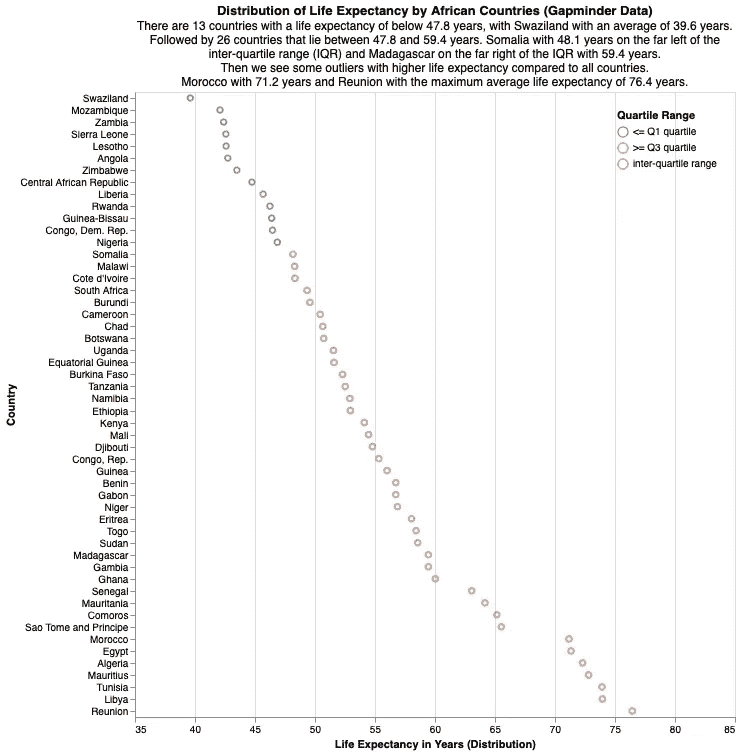 Distribution of Life Expectancy by African Countries (Gapminder Data)
There are 13 countries with a life expectancy of below 47.8 years, with Swaziland with an average of 39.6 years.
Followed by 26 countries that lie between 47.8 and 59.4 years. Somalia with 48.1 years on the far left of the
inter-quartile range (IQR) and Madagascar on the far right of the IQR with 59.4 years.
Then we see some outliers with higher life expectancy compared to all countries.
Morocco with 71.2 years and Reunion with the maximum average life expectancy of 76.4 years.
Quartile Range
<= Q1 quartile
>= Q3 quartile
inter-quartile range
Country
Swaziland
Mozambique
Zambia
Sierra Leone
Lesotho
Angola
Zimbabwe
Central African Republic
Liberia
Rwanda
Guinea-Bissau
Congo, Dem. Rep.
Nigeria
Somalia
Malawi
Cote d'Ivoire
South Africa
Burundi
Cameroon
Chad
Botswana
Uganda
Equatorial Guinea
Burkina Faso
Tanzania
Namibia
Ethiopia
Kenya
Mali
Djibouti
Congo, Rep.
Guinea
Benin
Gabon
Niger
Eritrea
Togo
Sudan
Madagascar
Gambia
Ghana
Senegal
Mauritania
Comoros
Sao Tome and Principe
Morocco
Egypt
Algeria
Mauritius
Tunisia
Libya
Reunion
35 40 45 50 55 60 65 70 75 80 85
Life Expectancy in Years (Distribution)